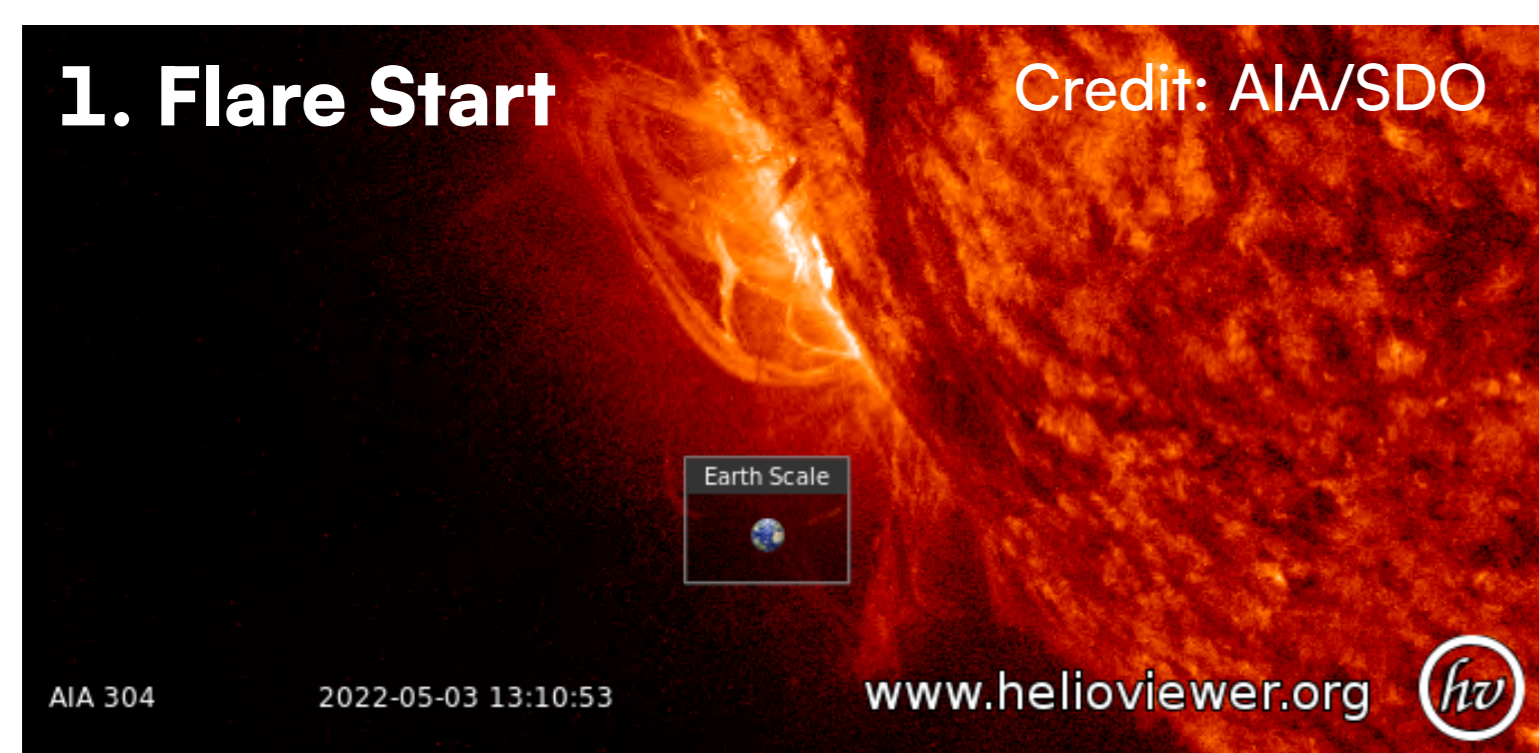 1. Flare Start
Credit: AIA/SDO
Earth Scale
AIA 304
2022-05-03 13:10:53
www.helioviewer.org
hv